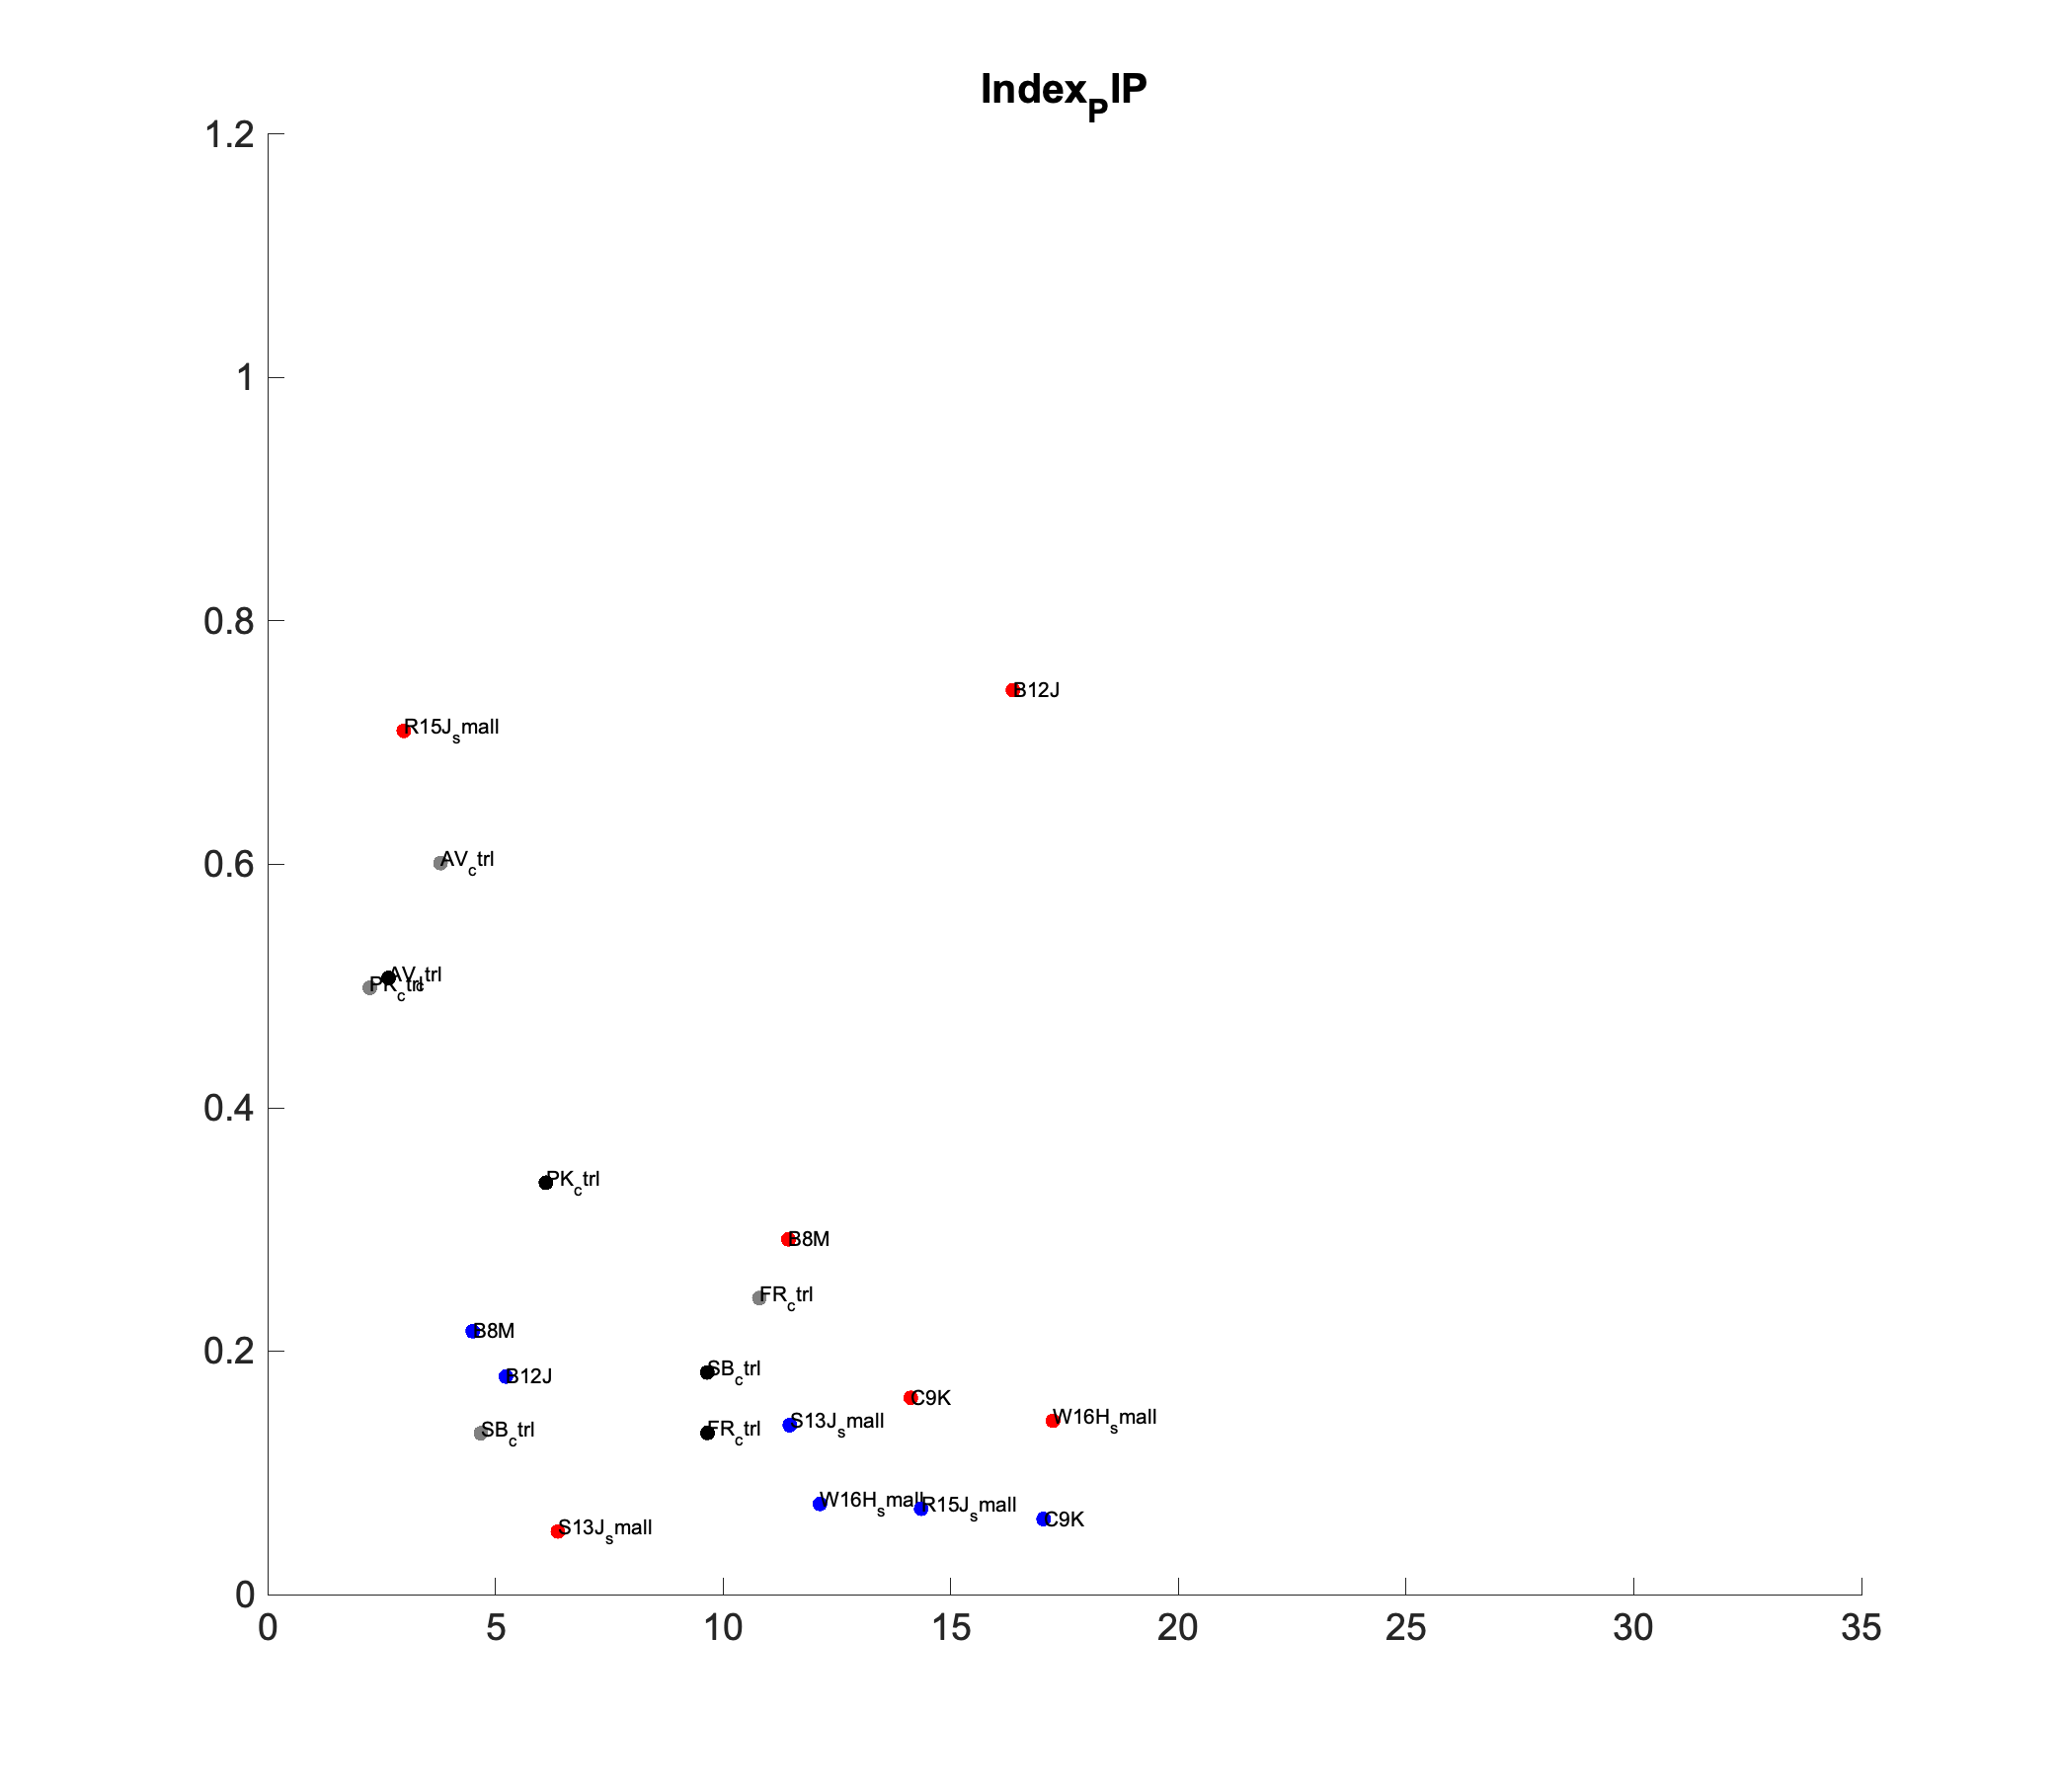 Index_PIP
1.2
1
0.8
B12J
R15J_small
0.6
AV_ctrl
AV_ctrl
PK_ctrl
0.4
PK_ctrl
B8M
FR_ctrl
B8M
0.2
SB_ctrl
B12J
C9K
W16H_small
S13J_small
SB_ctrl
FR_ctrl
W16H_small
R15J_small
C9K
S13J_small
0
0 5 10 15 20 25 30 35